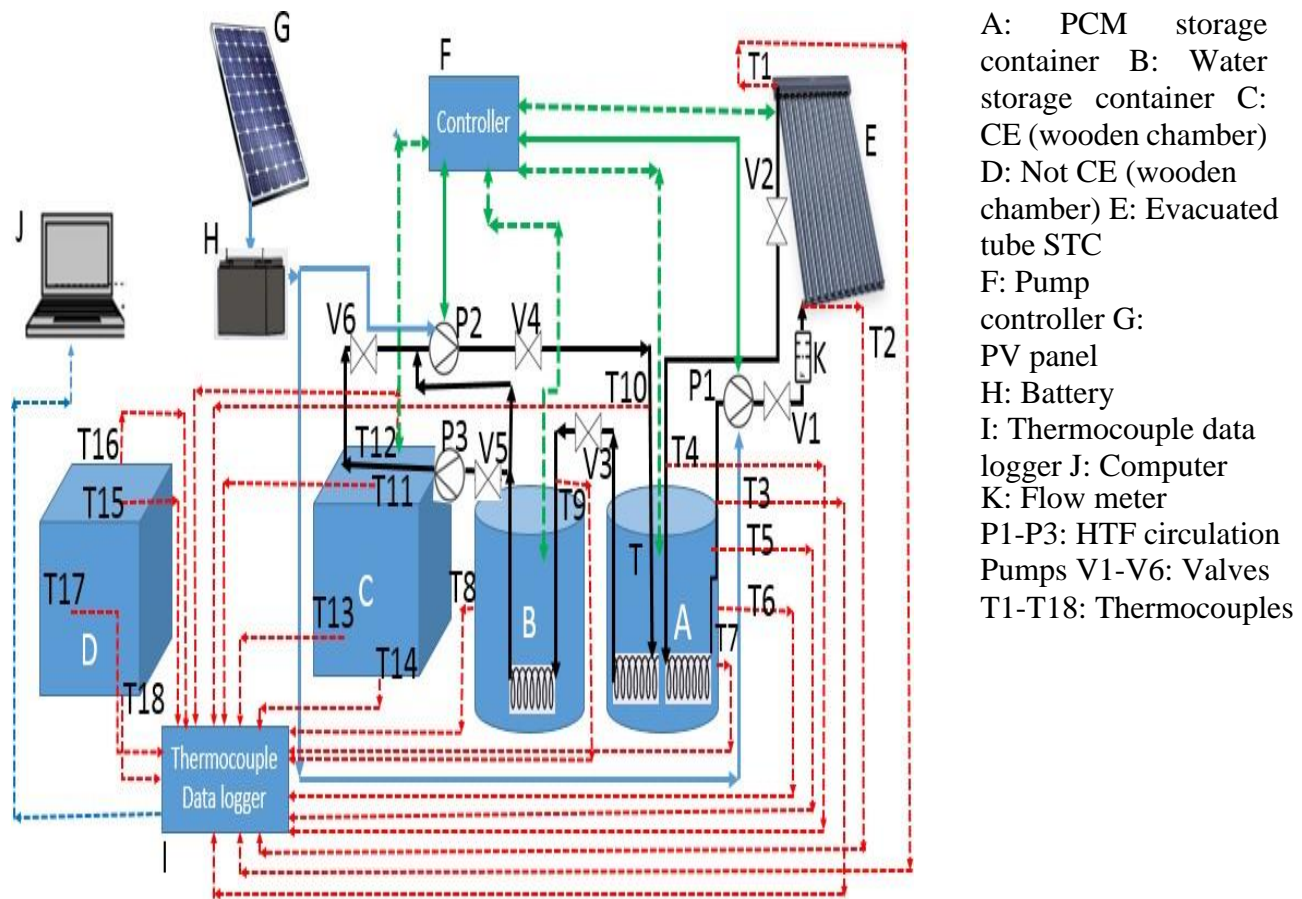 G
F
T1
Controller
E
V2
J
H
V6
P2
V4
T2
K
T10
P1
V1
T16
T12
P3
V5
V3
T4
T15
T11
T9
T3
T5
T17
C
T8
B
T
A
T6
T13
T7
D
T14
T18
Thermocouple
Data logger
I
A: PCM storage
container B: Water
storage container C:
CE (wooden chamber)
D: Not CE (wooden
chamber) E: Evacuated
tube STC
F: Pump
controller G:
PV panel
H: Battery
I: Thermocouple data
logger J: Computer
K: Flow meter
P1-P3: HTF circulation
Pumps V1-V6: Valves
T1-T18: Thermocouples